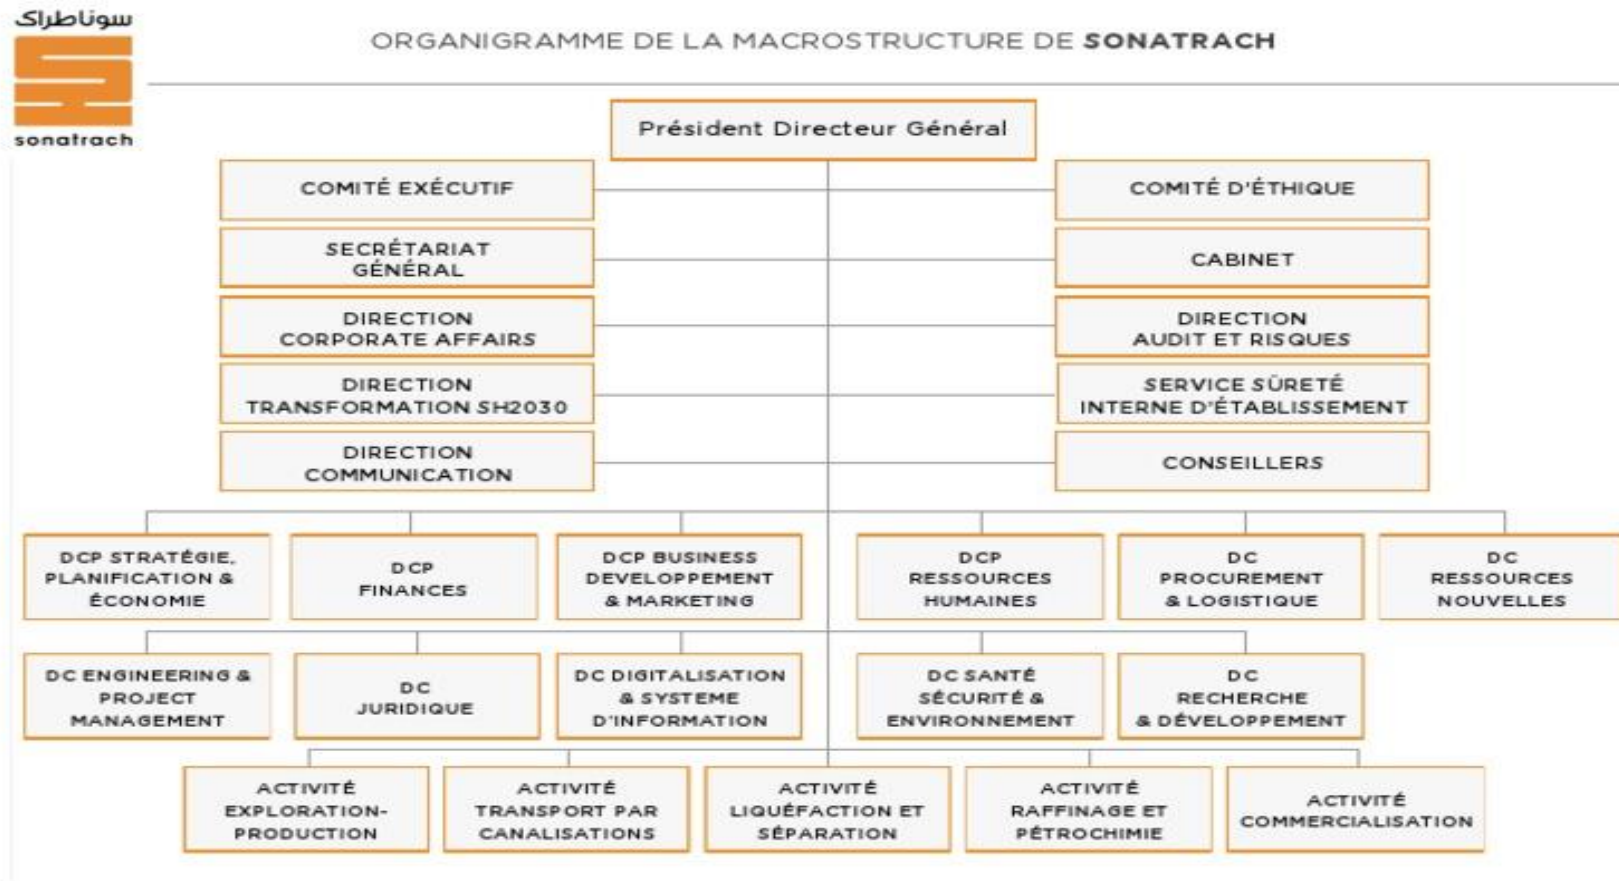 سوناطراك
sonatrach
ORGANIGRAMME DE LA MACROSTRUCTURE DE SONATRACH
Président Directeur Général
COMITÉ EXÉCUTIF
COMITÉ D'ÉTHIQUE
SECRÉTARIAT
GÉNÉRAL
CABINET
DIRECTION
CORPORATE AFFAIRS
DIRECTION
AUDIT ET RISQUES
DIRECTION
TRANSFORMATION SH2030
SERVICE SÛRETÉ
INTERNE D'ÉTABLISSEMENT
DIRECTION
COMMUNICATION
CONSEILLERS
DCP STRATÉGIE,
PLANIFICATION &
ÉCONOMIE
DCP
FINANCES
DCP BUSINESS
DEVELOPPEMENT
& MARKETING
DCP
RESSOURCES
HUMAINES
DC
PROCUREMENT
& LOGISTIQUE
DC
RESSOURCES
NOUVELLES
DC ENGINEERING &
PROJECT
MANAGEMENT
DC
JURIDIQUE
DC DIGITALISATION
& SYSTEME
D'INFORMATION
DC SANTÉ
SÉCURITÉ &
ENVIRONNEMENT
DC
RECHERCHE
& DÉVELOPPEMENT
ACTIVITÉ
EXPLORATION-
PRODUCTION
ACTIVITÉ
TRANSPORT PAR
CANALISATIONS
ACTIVITÉ
LIQUÉFACTION ET
SÉPARATION
ACTIVITÉ
RAFFINAGE ET
PÉTROCHIMIE
ACTIVITÉ
COMMERCIALISATION